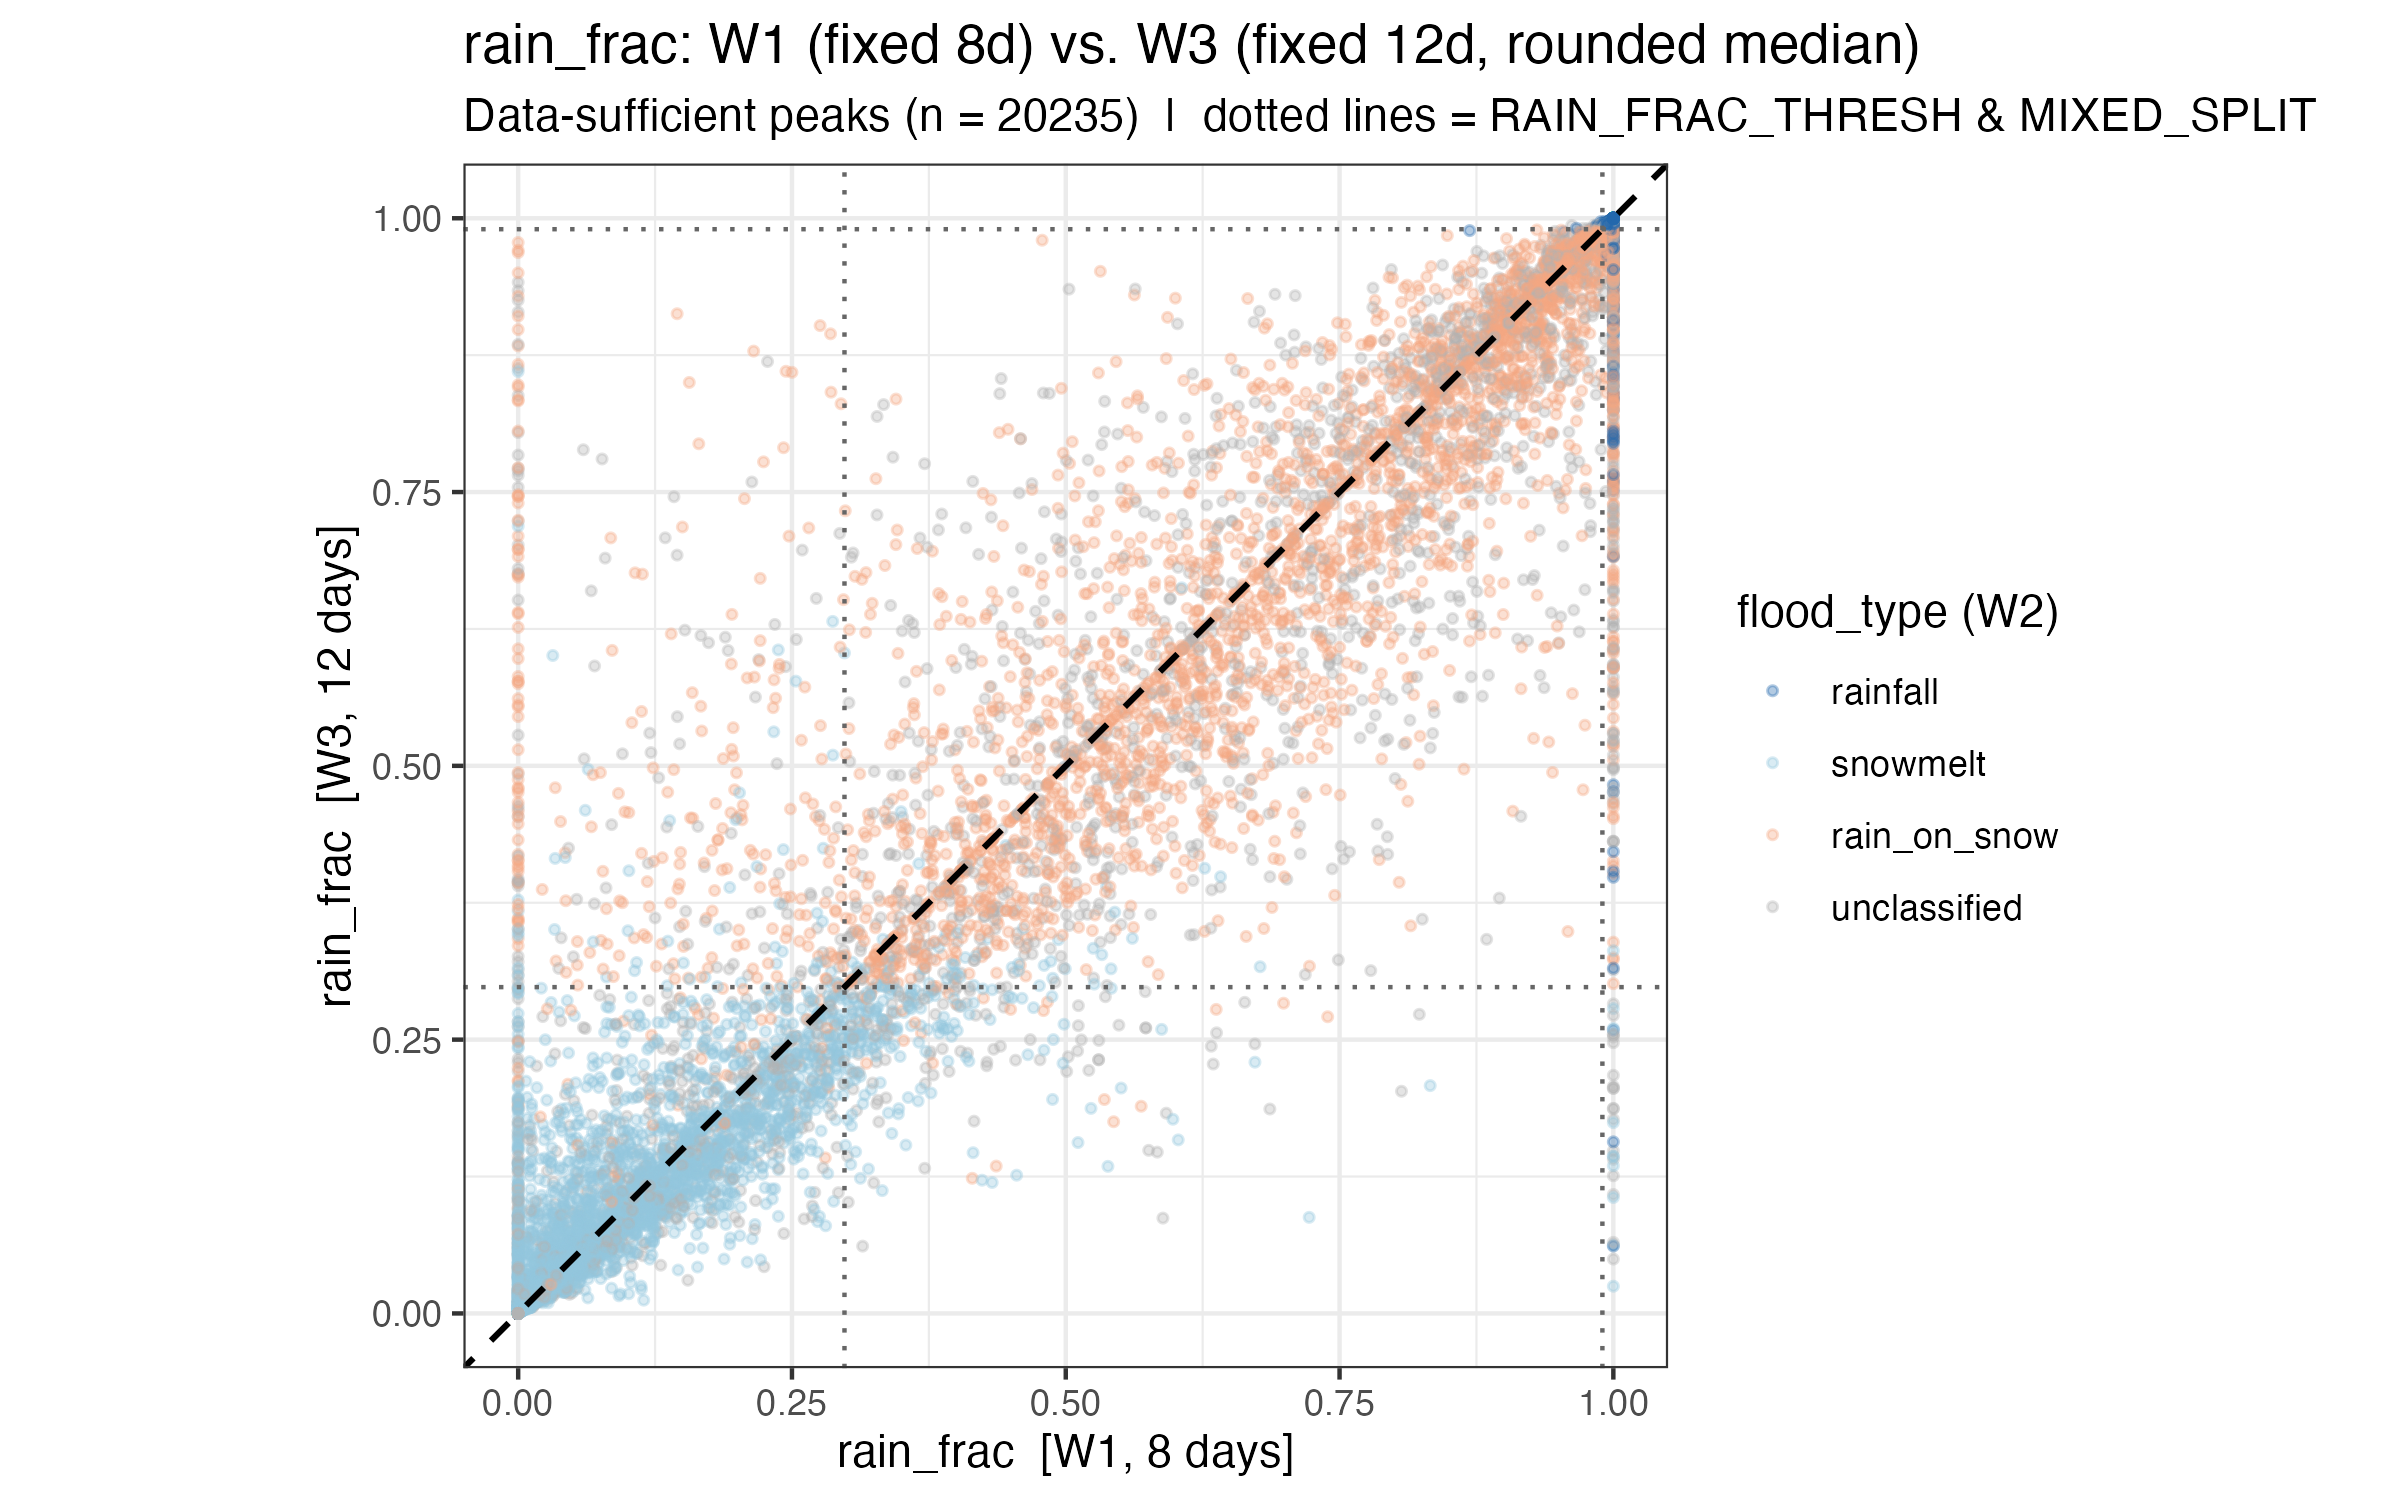 rain_frac: W1 (fixed 8d) vs. W3 (fixed 12d, rounded median)
Data-sufficient peaks (n = 20235) | dotted lines = RAIN_FRAC_THRESH & MIXED_SPLIT
rain_frac [W3, 12 days]
1.00
0.75
0.50
0.25
0.00
0.00 0.25 0.50 0.75 1.00
rain_frac [W1, 8 days]
flood_type (W2)
rainfall
snowmelt
rain_on_snow
unclassified